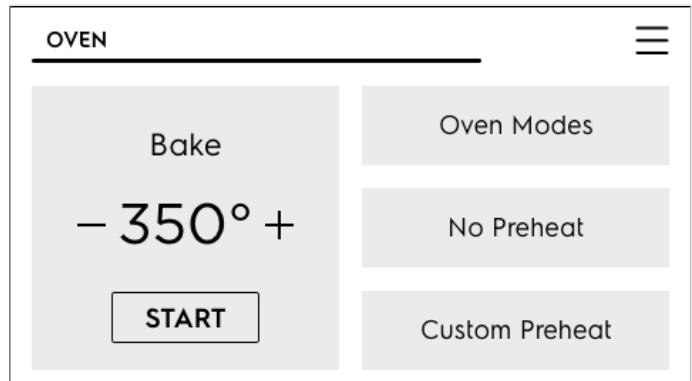 OVEN
Bake
− 350° +
START
Oven Modes
No Preheat
Custom Preheat